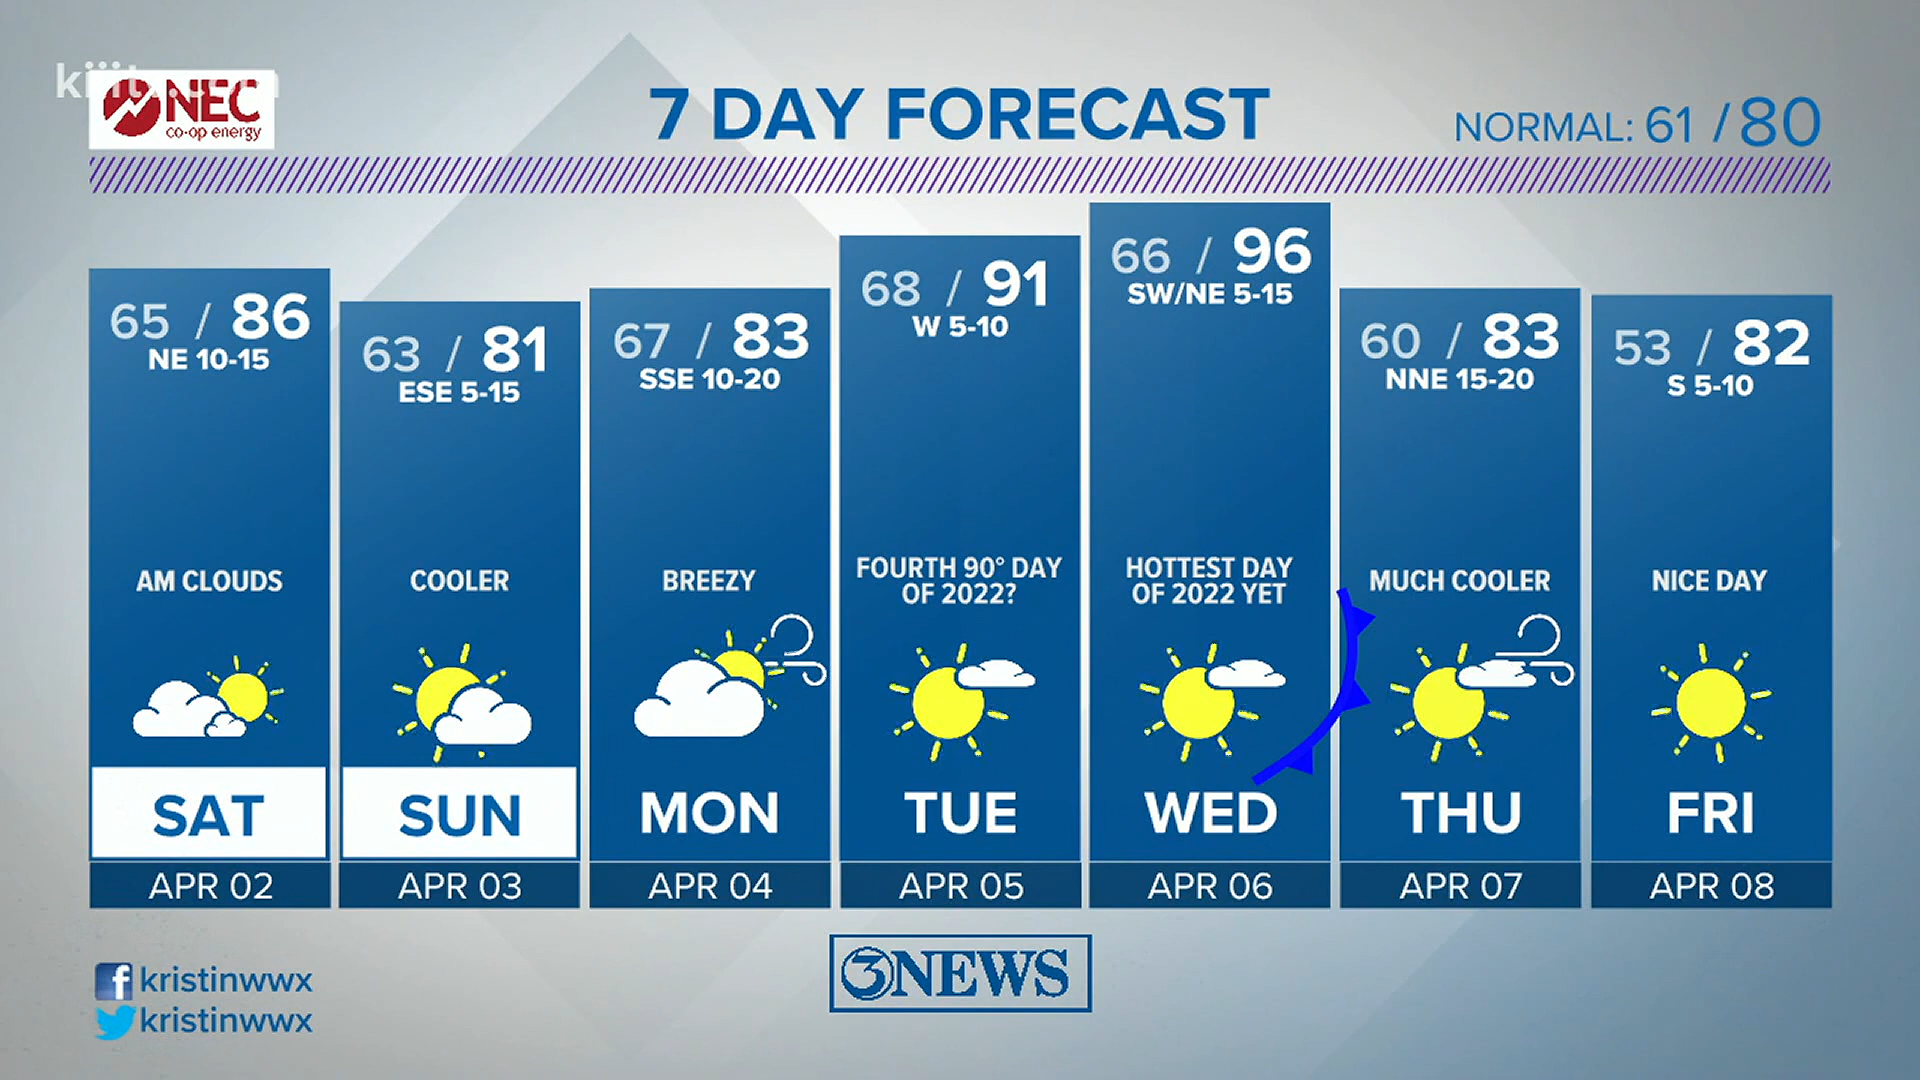 kiiitv.com
NEC
co-op energy
7 DAY FORECAST
NORMAL: 61 / 80
65 / 86
NE 10-15
AM CLOUDS
SAT
APR 02
63 / 81
ESE 5-15
COOLER
SUN
APR 03
67 / 83
SSE 10-20
BREEZY
MON
APR 04
68 / 91
W 5-10
FOURTH 90° DAY
OF 2022?
TUE
APR 05
66 / 96
SW/NE 5-15
HOTTEST DAY
OF 2022 YET
WED
APR 06
60 / 83
NNE 15-20
MUCH COOLER
THU
APR 07
53 / 82
S 5-10
NICE DAY
FRI
APR 08
f kristinwwx
kristinwwx
3NEWS